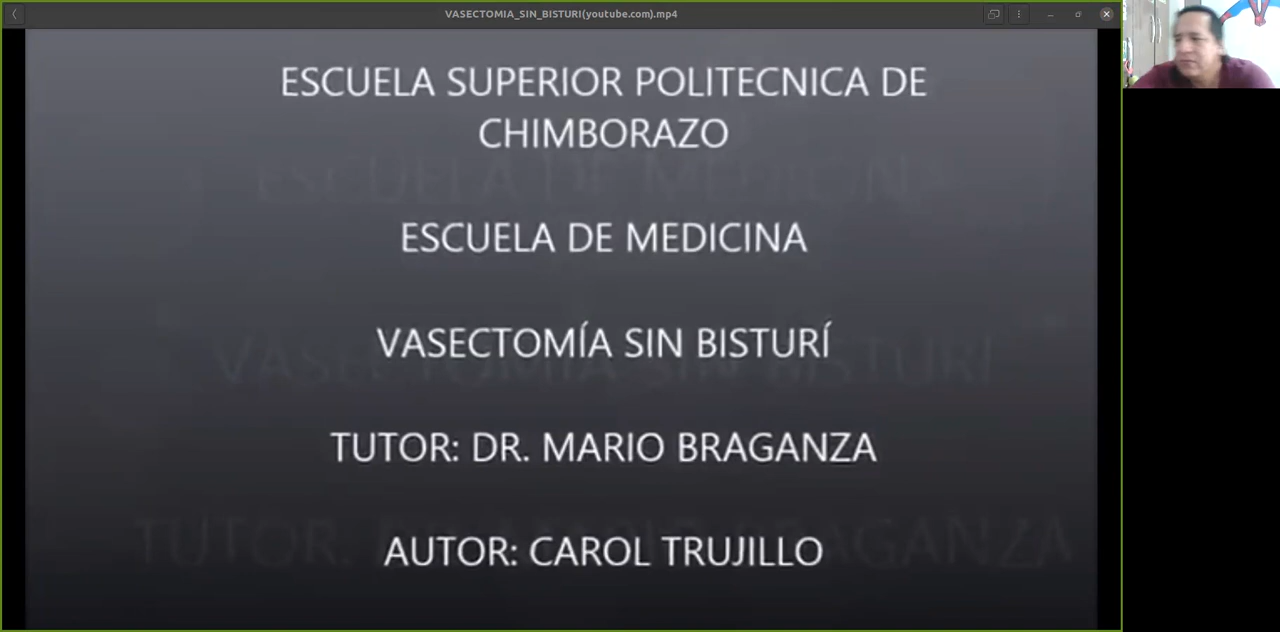 VASECTOMIA_SIN_BISTURI(youtube.com).mp4
ESCUELA SUPERIOR POLITECNICA DE
CHIMBORAZO
ESCUELA DE MEDICINA
VASECTOMÍA SIN BISTURÍ
TUTOR: DR. MARIO BRAGANZA
AUTOR: CAROL TRUJILLO